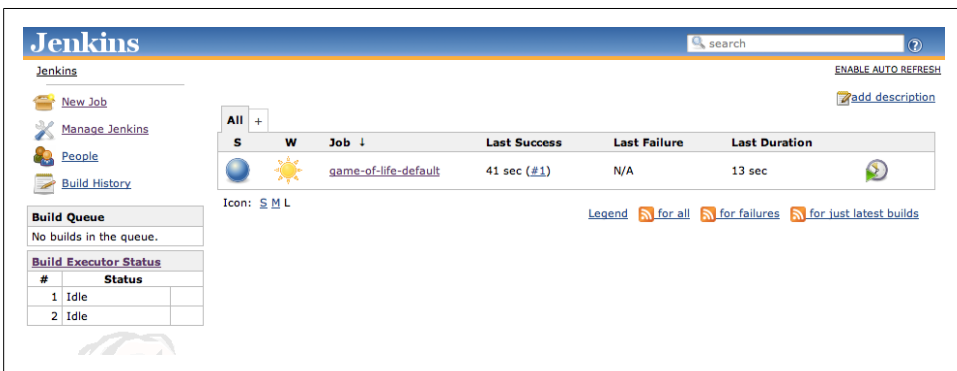 Jenkins
search
?
Jenkins
ENABLE AUTO REFRESH
New Job
Manage Jenkins
People
Build History
add description
All +
S W Job ↓ Last Success Last Failure Last Duration
game-of-life-default 41 sec (#1) N/A 13 sec
Icon: S M L
Legend for all for failures for just latest builds
Build Queue
No builds in the queue.
Build Executor Status
# Status
1 Idle
2 Idle